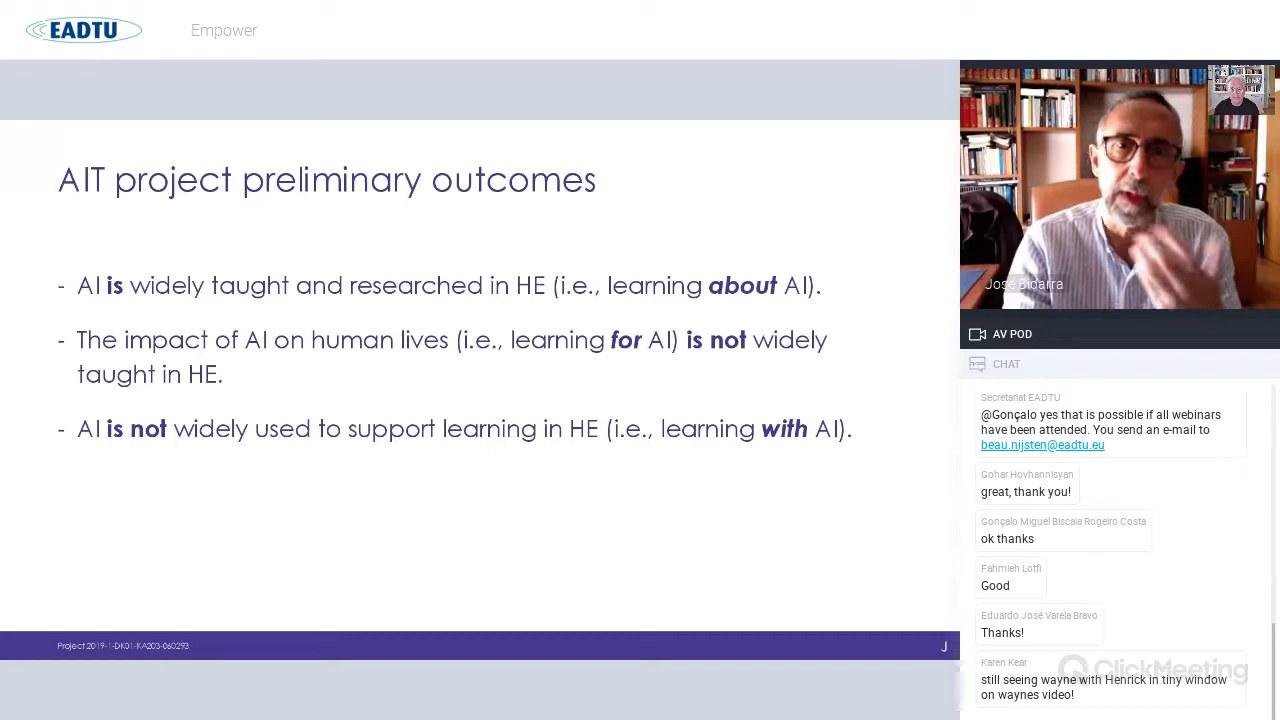 EADTU
Empower
AIT project preliminary outcomes
- AI is widely taught and researched in HE (i.e., learning about AI).
- The impact of AI on human lives (i.e., learning for AI) is not widely
taught in HE.
- AI is not widely used to support learning in HE (i.e., learning with AI).
Project 2019-1-DK01-KA203-060293
J
José Bidarra
AV POD
CHAT
Secretariat EADTU
@Gonçalo yes that is possible if all webinars
have been attended. You send an e-mail to
beau.nijsten@eadtu.eu
Gohar Hovhannisyan
great, thank you!
Gonçalo Miguel Biscaia Rogeiro Costa
ok thanks
Fahmieh Lotfi
Good
Eduardo José Varela Bravo
Thanks!
Karen Kear
still seeing wayne with Henrick in tiny window
on waynes video!
ClickMeeting